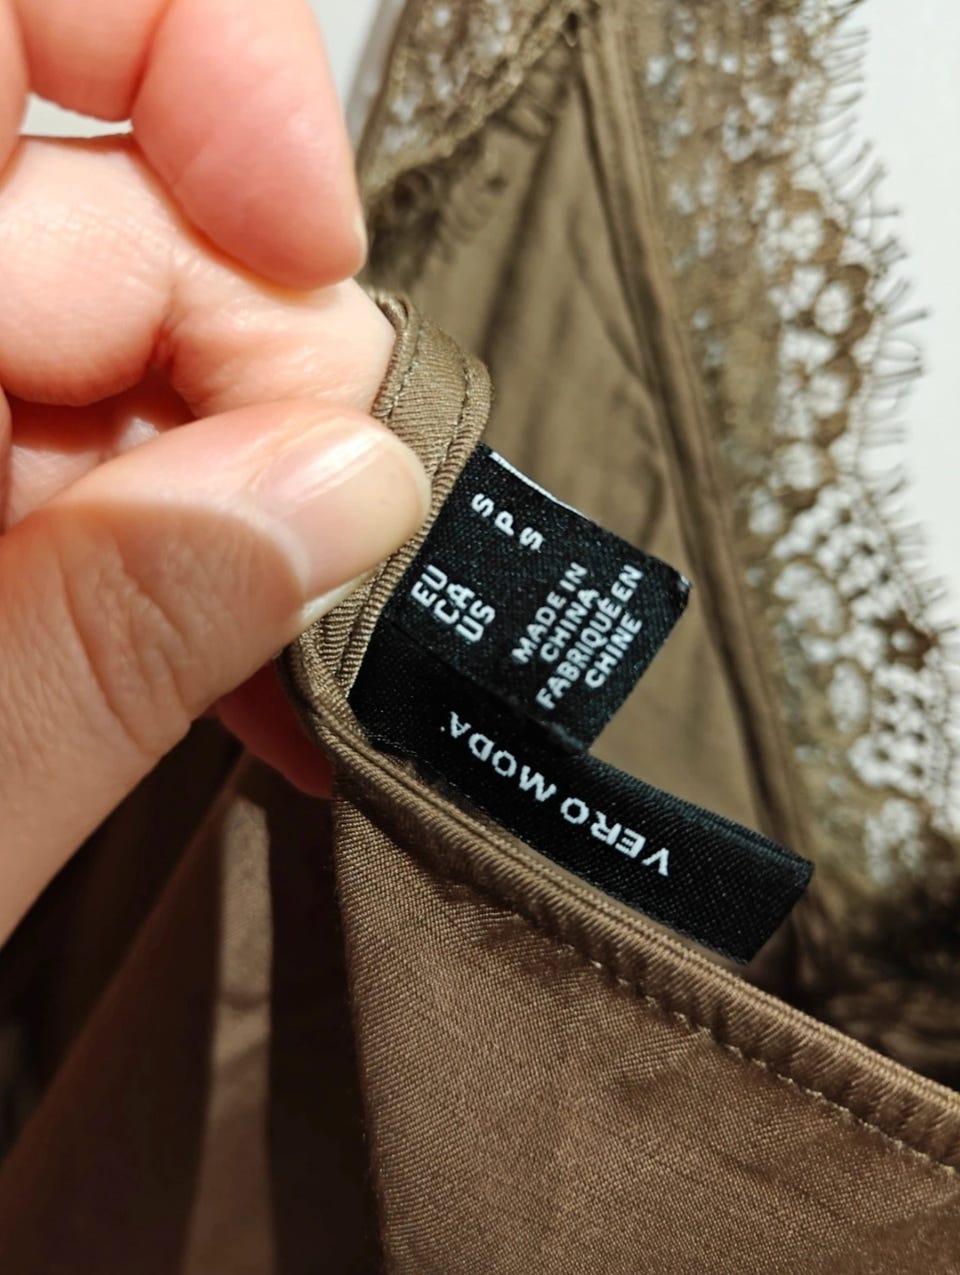 EU S
CA P
US S
MADE IN
CHINA
FABRIQUÉ EN
CHINE
VERO MODA